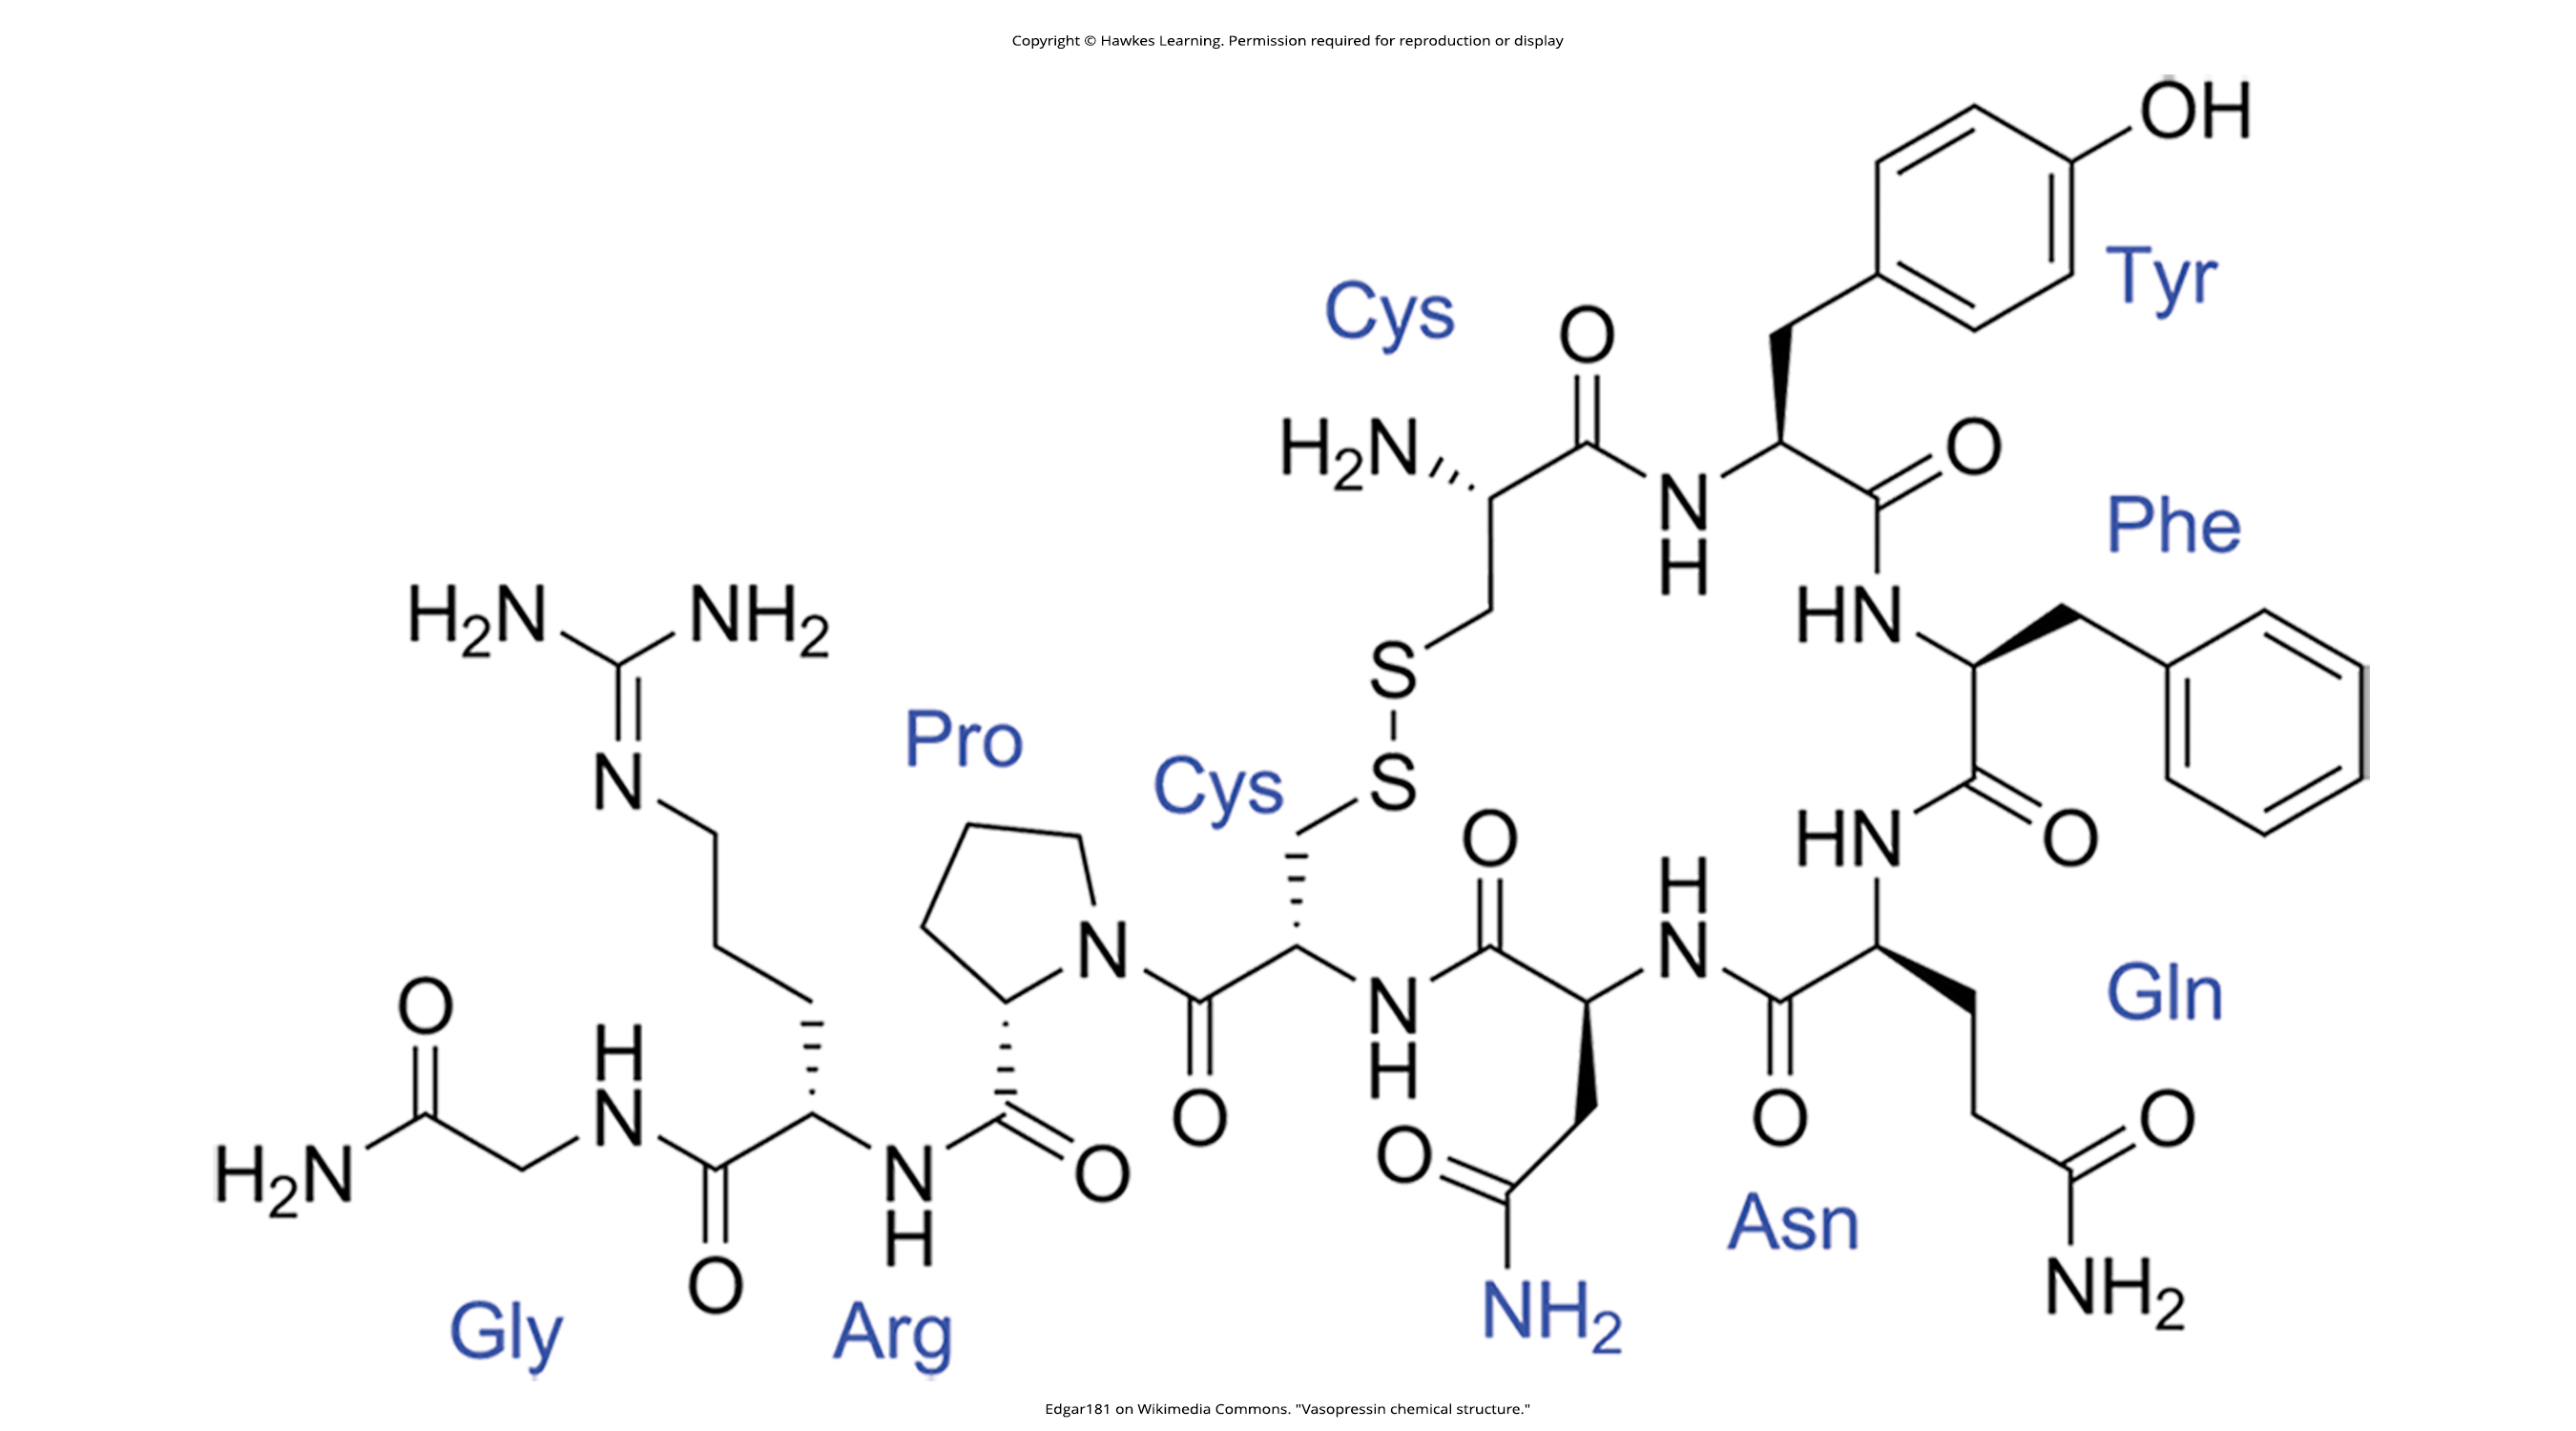 Copyright © Hawkes Learning. Permission required for reproduction or display
OH
Tyr
Cys
O
H2N
O
N
H
Phe
HN
H2N
NH2
S
Pro
N
Cys
S
O
HN
O
H
N
N
Gln
O
H
N
N
H
O
O
O
H2N
N
H
O
O
Asn
O
Gly
Arg
NH2
NH2
Edgar181 on Wikimedia Commons. "Vasopressin chemical structure."